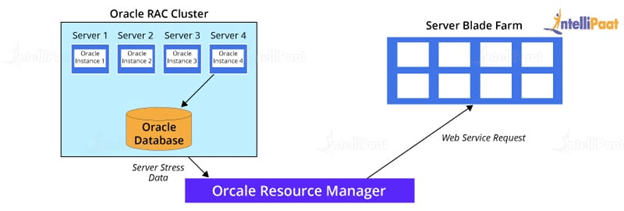 Oracle RAC Cluster
Server 1 Server 2 Server 3 Server 4
Oracle Instance 1
Oracle Instance 2
Oracle Instance 3
Oracle Instance 4
Oracle
Database
Server Stress
Data
Orcale Resource Manager
Server Blade Farm
IntelliPaat
Web Service Request